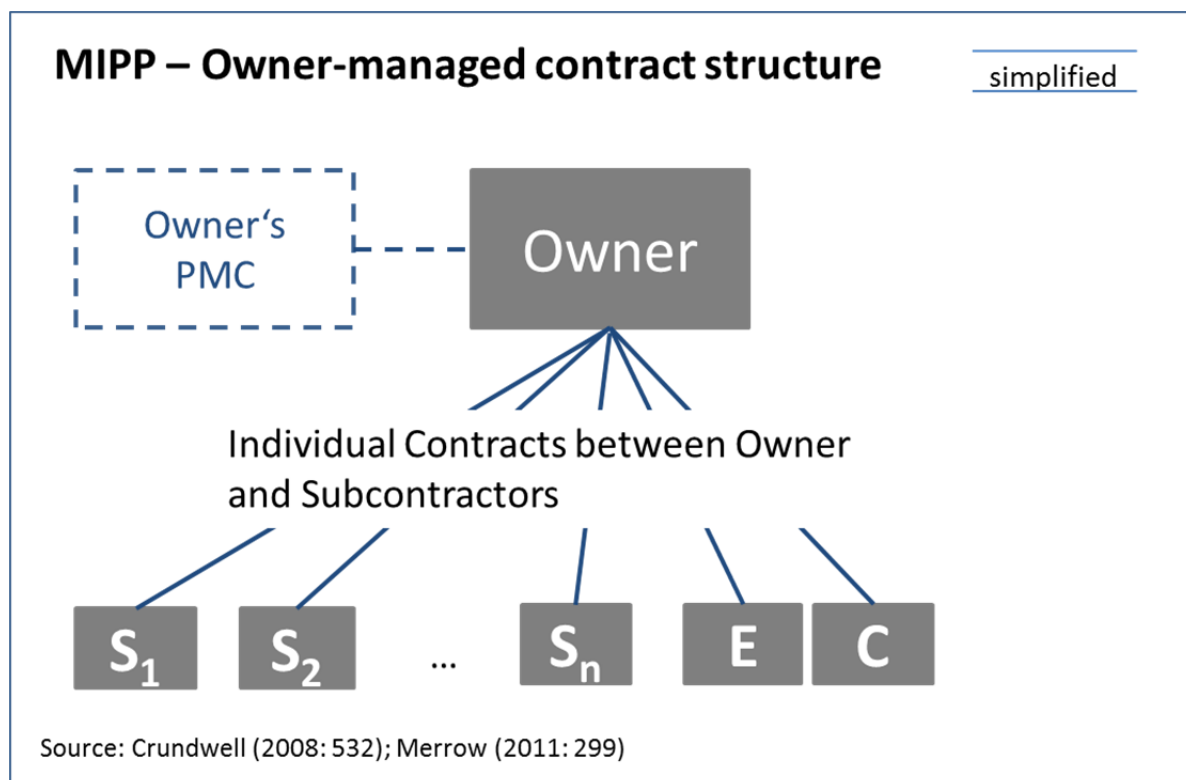 MIPP – Owner-managed contract structure
simplified
Owner‘s
PMC
Owner
Individual Contracts between Owner
and Subcontractors
S₁ S₂ ... Sₙ E C
Source: Crundwell (2008: 532); Merrow (2011: 299)